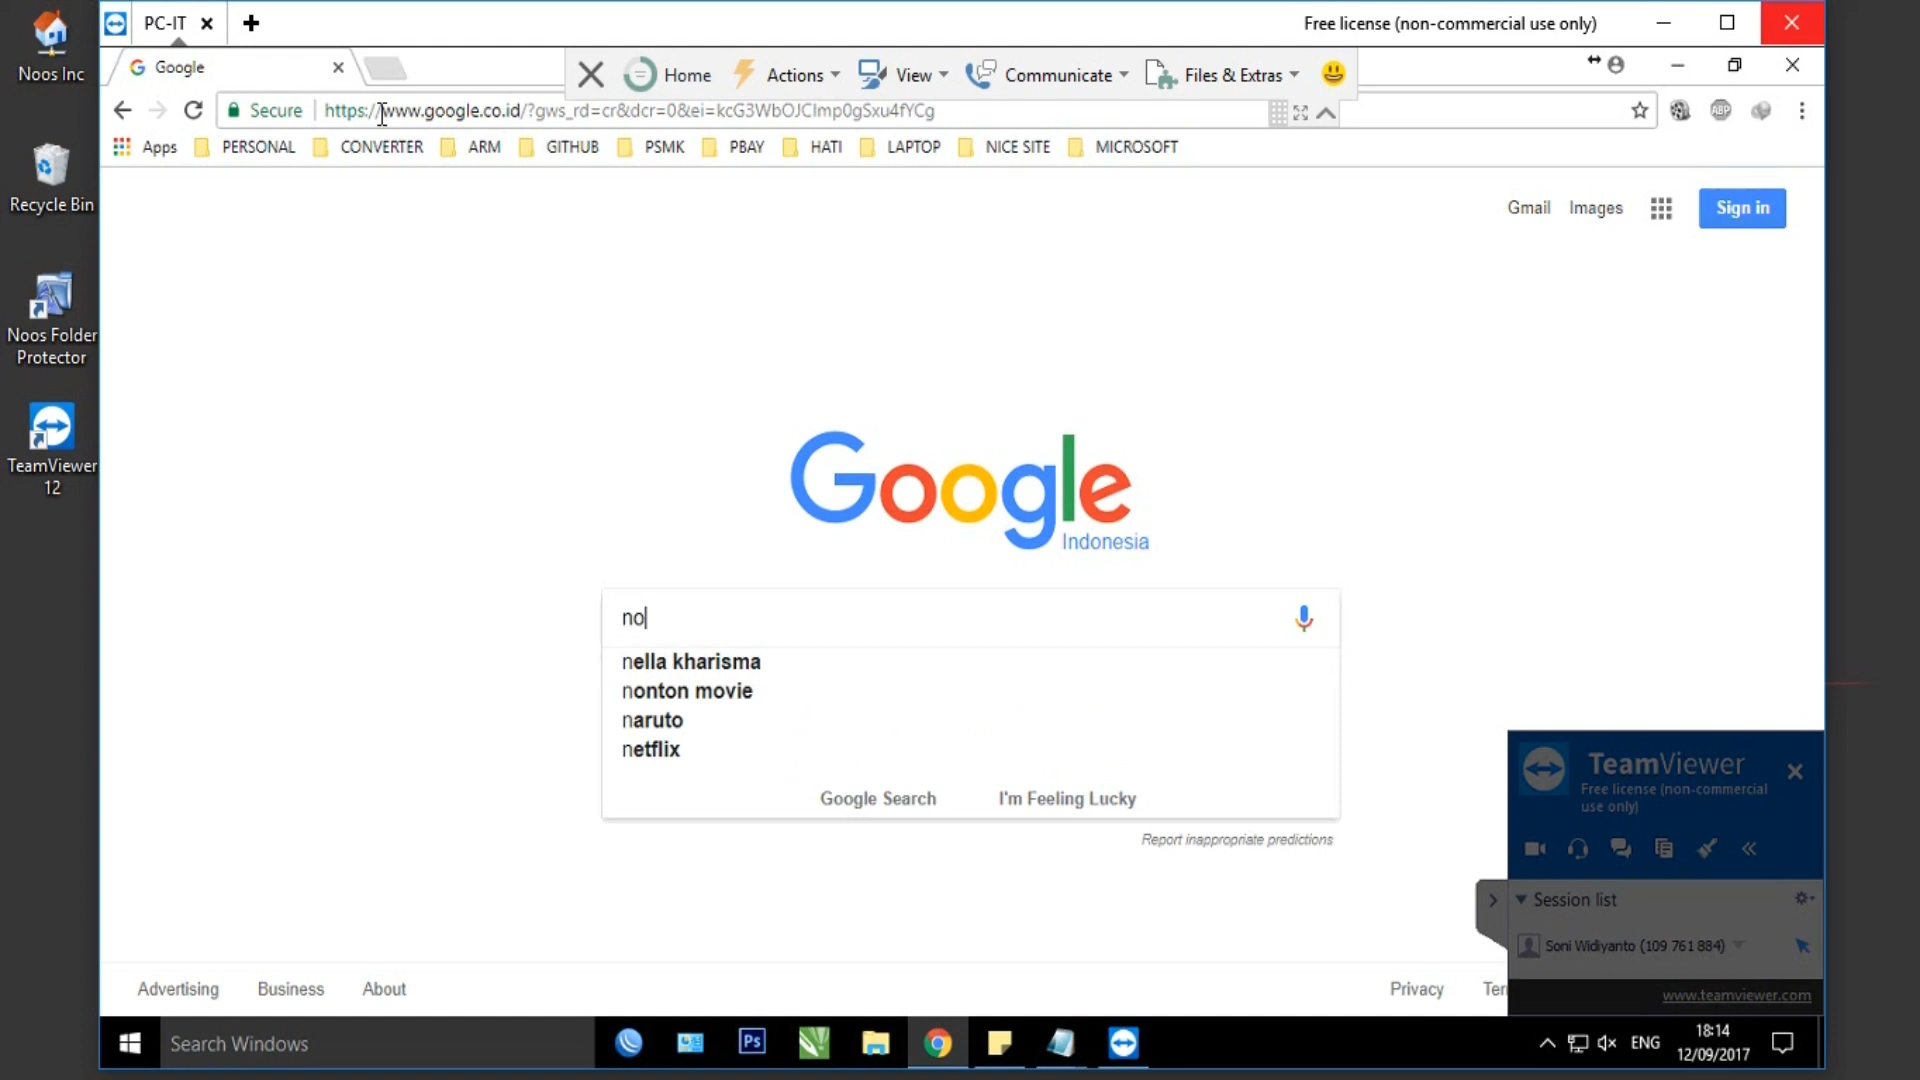 Noos Inc
Recycle Bin
Noos Folder
Protector
TeamViewer
12
PC-IT
Free license (non-commercial use only)
Google
Home
Actions
View
Communicate
Files & Extras
Secure
https://www.google.co.id/?gws_rd=cr&dcr=0&ei=kcG3WbOJCImp0gSxu4fYCg
ABP
Apps
PERSONAL
CONVERTER
ARM
GITHUB
PSMK
PBAY
HATI
LAPTOP
NICE SITE
MICROSOFT
Gmail
Images
Sign in
Google
Indonesia
no
nella kharisma
nonton movie
naruto
netflix
Google Search
I'm Feeling Lucky
Report inappropriate predictions
TeamViewer
Free license (non-commercial
use only)
Session list
Soni Widiyanto (109 761 884)
www.teamviewer.com
Advertising
Business
About
Privacy
Ter
Search Windows
Ps
ENG
18:14
12/09/2017